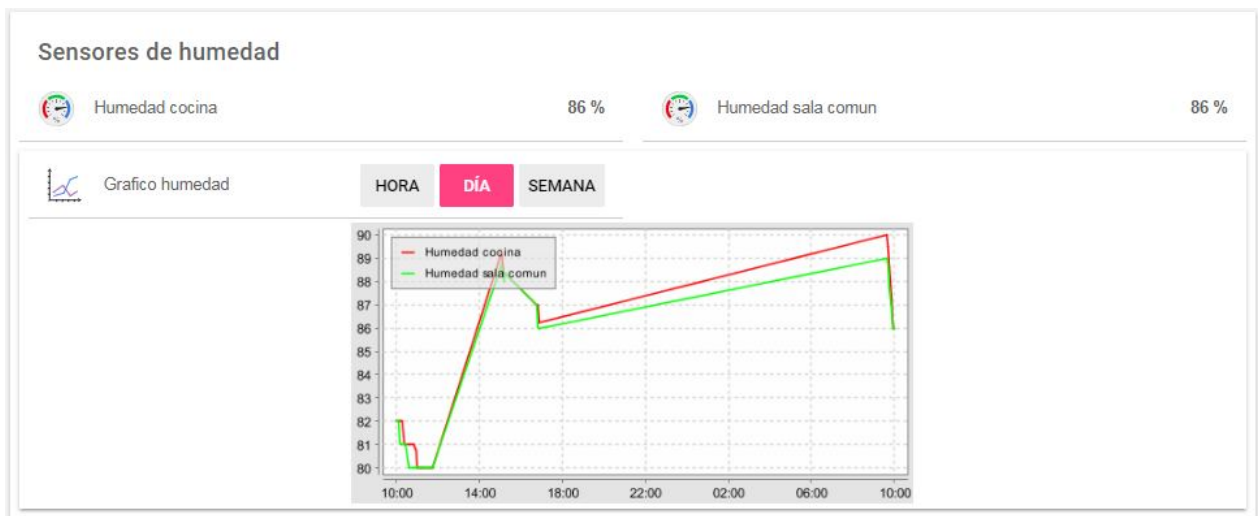 Sensores de humedad
Humedad cocina 86 %
Humedad sala comun 86 %
Grafico humedad HORA DÍA SEMANA
90
89
88
87
86
85
84
83
82
81
80
Humedad cocina
Humedad sala comun
10:00 14:00 18:00 22:00 02:00 06:00 10:00